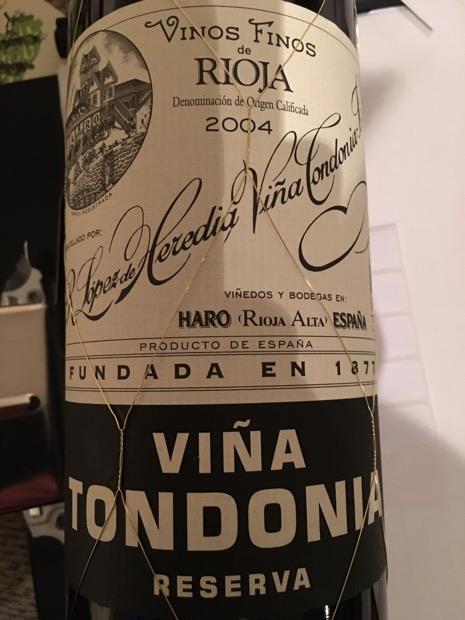 VINOS FINOS
de
RIOJA
Denominación de Origen Calificada
2004
R. López de Heredia Viña Tondonia
VIÑEDOS Y BODEGAS EN:
HARO (RIOJA ALTA) ESPAÑA
PRODUCTO DE ESPAÑA
FUNDADA EN 1877
VIÑA
TONDONIA
RESERVA